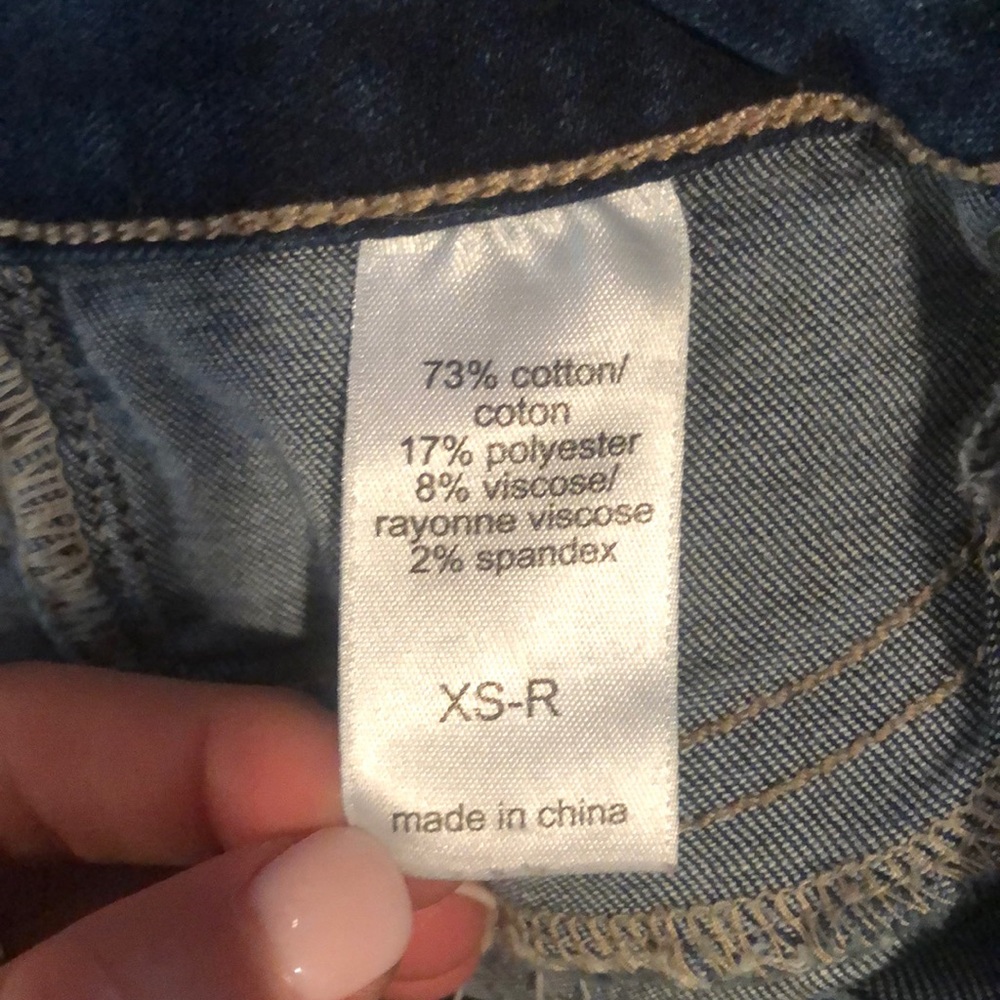 73% cotton/
coton
17% polyester
8% viscose/
rayonne viscose
2% spandex
XS-R
made in china